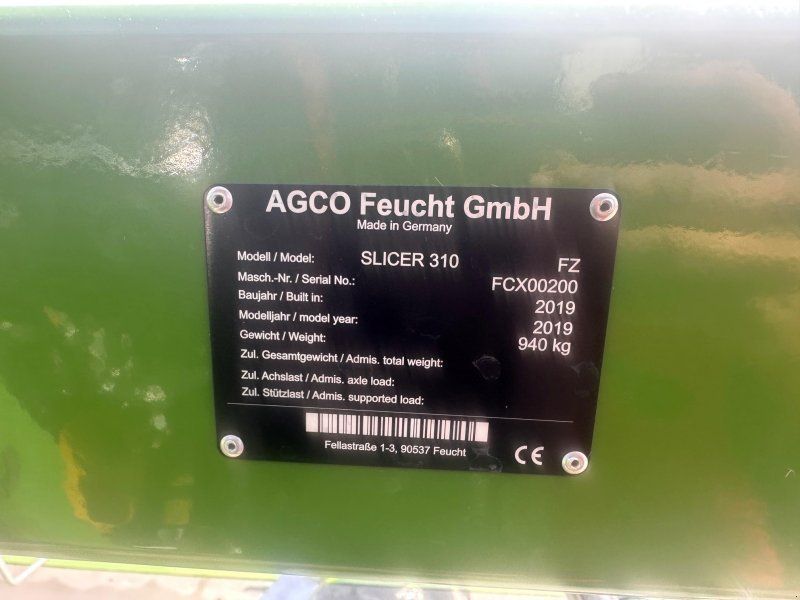 AGCO Feucht GmbH
Made in Germany
Modell / Model: SLICER 310 FZ
Masch.-Nr. / Serial No.: FCX00200
Baujahr / Built in: 2019
Modelljahr / model year: 2019
Gewicht / Weight: 940 kg
Zul. Gesamtgewicht / Admis. total weight:
Zul. Achslast / Admis. axle load:
Zul. Stützlast / Admis. supported load:
Fellastraße 1-3, 90537 Feucht
CE